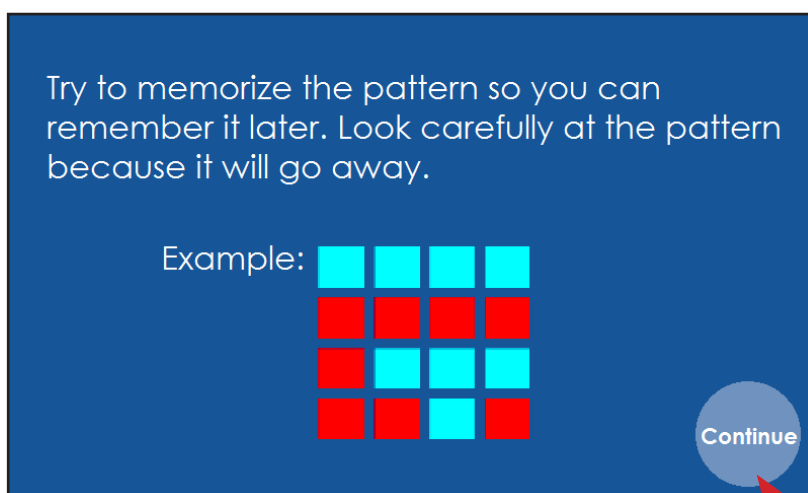 Try to memorize the pattern so you can
remember it later. Look carefully at the pattern
because it will go away.
Example:
Continue